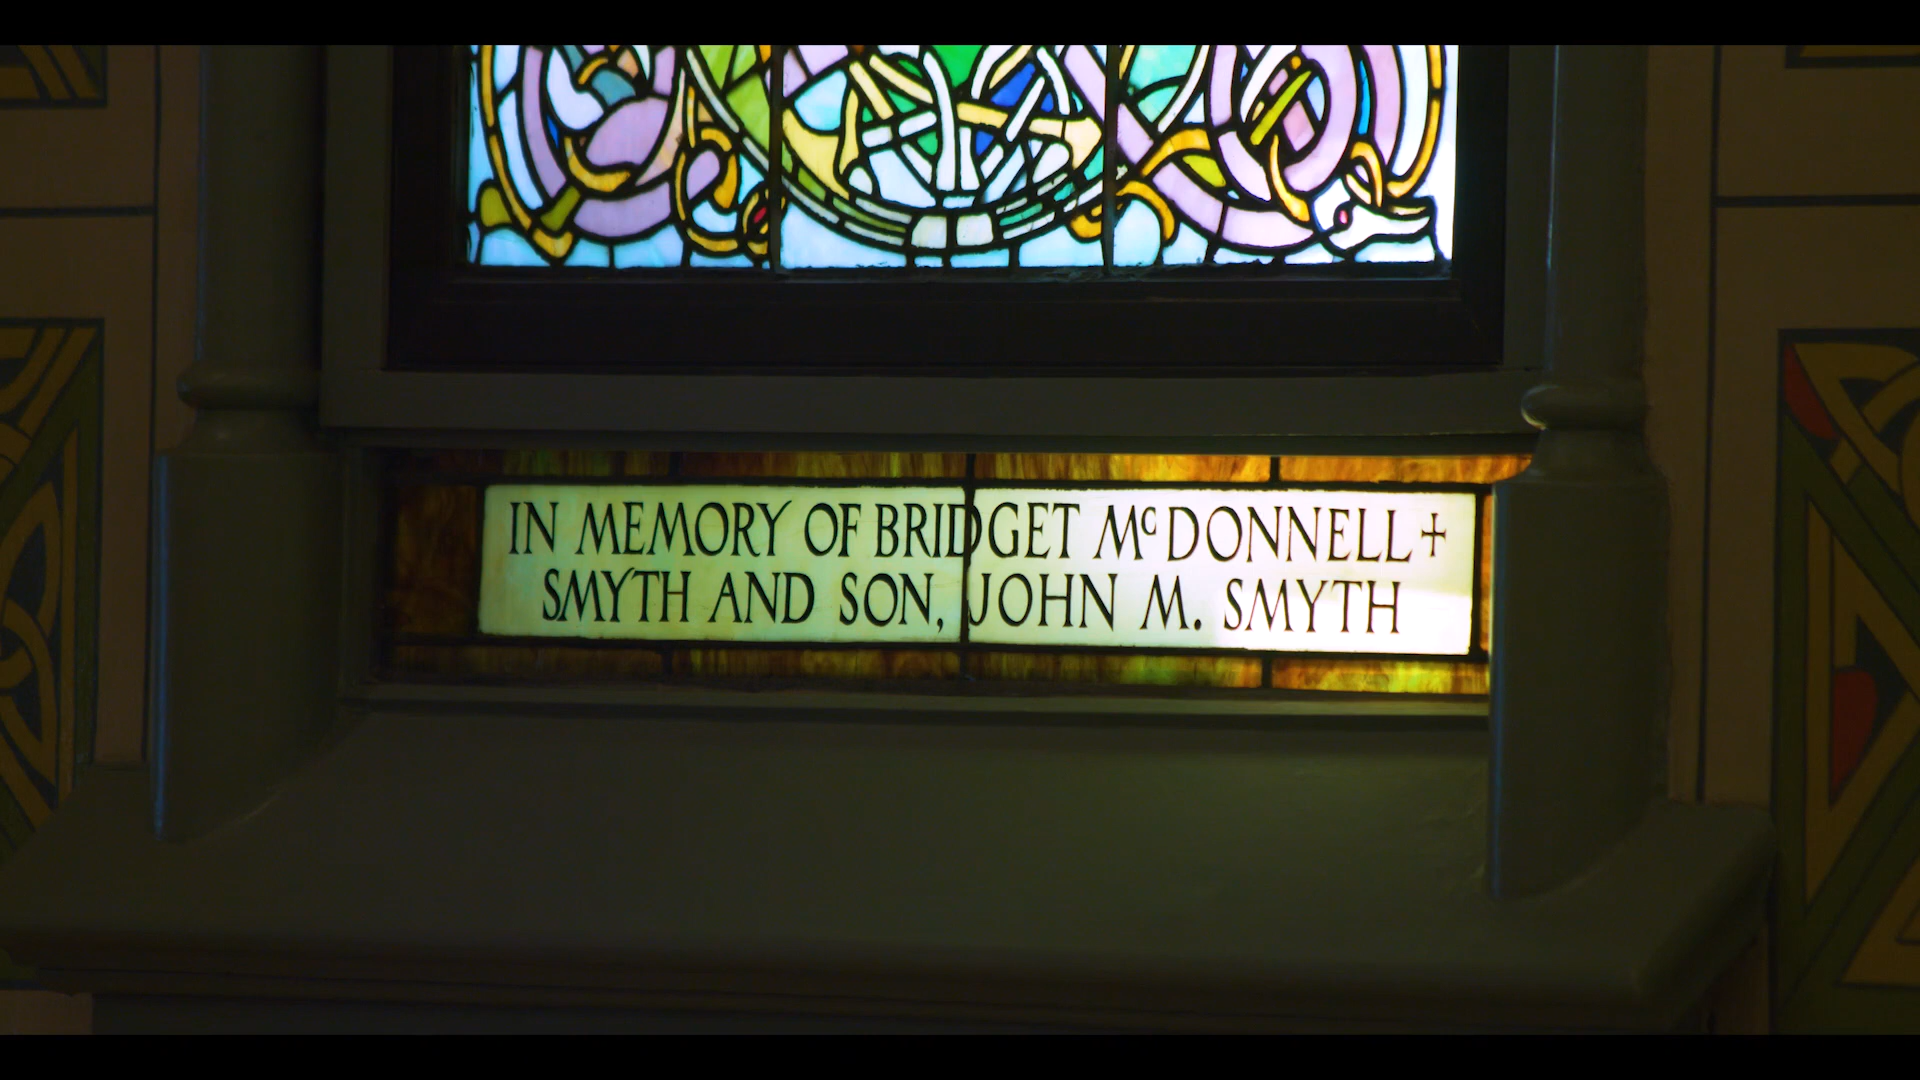 IN MEMORY OF BRIDGET McDONNELL +
SMYTH AND SON, JOHN M. SMYTH